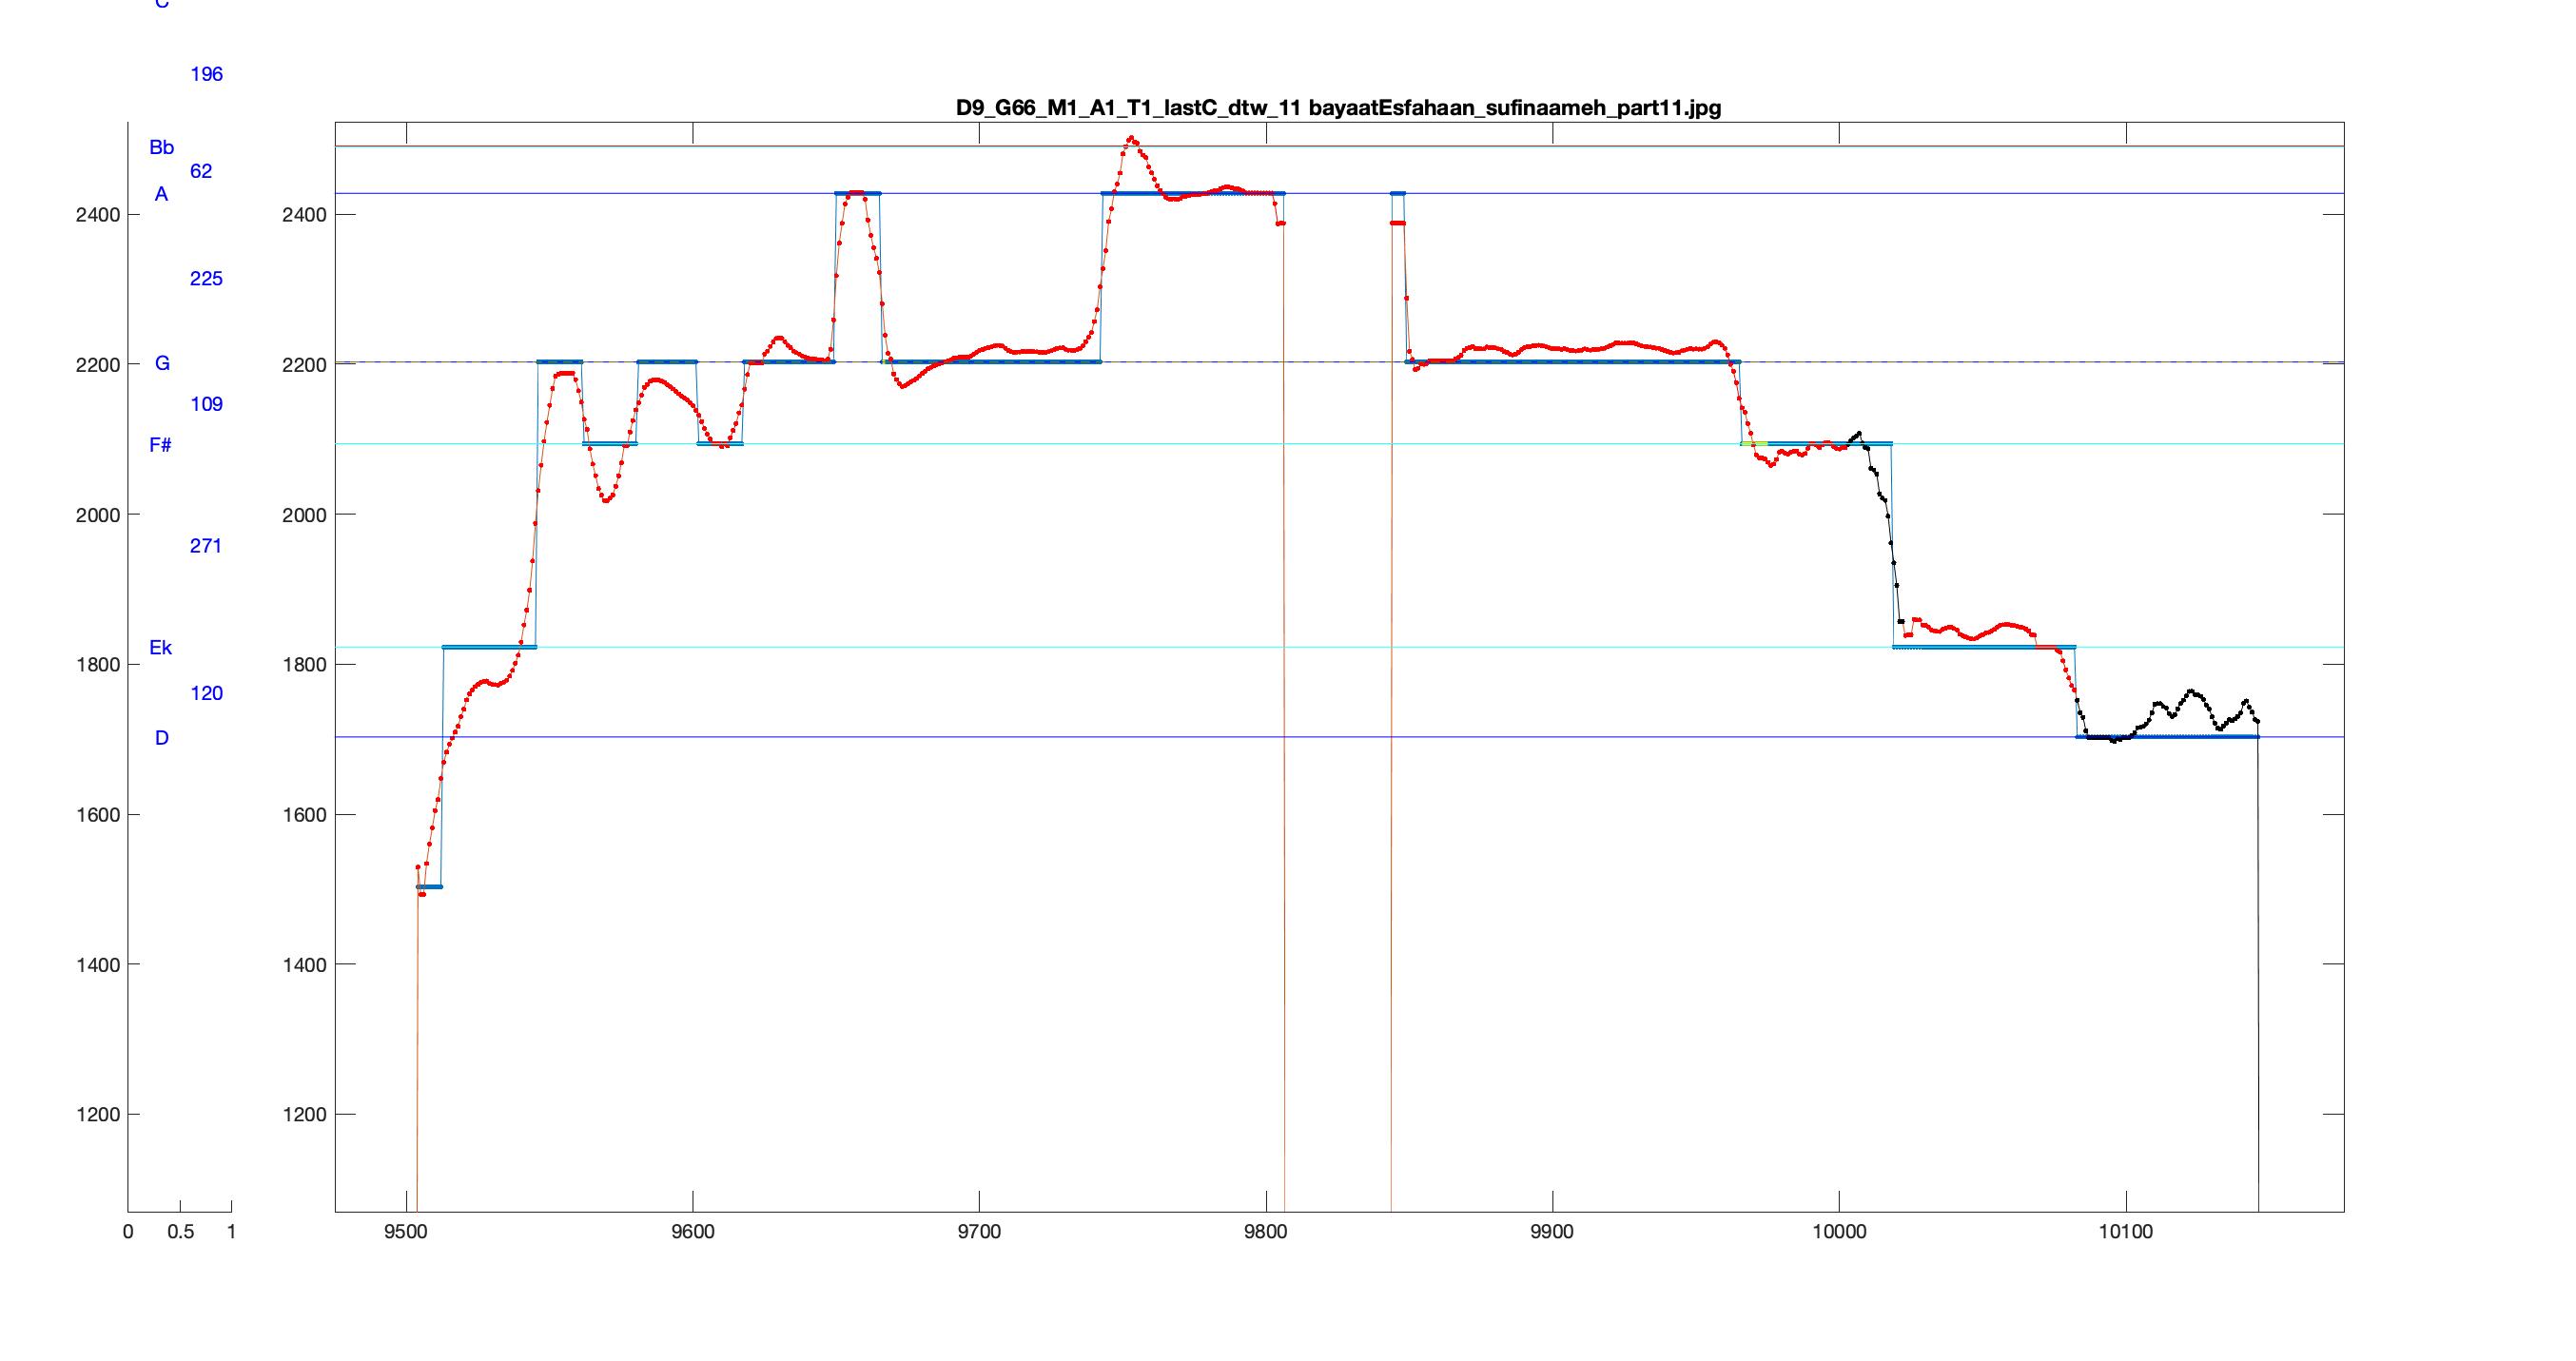 C
196
D9_G66_M1_A1_T1_lastC_dtw_11 bayaatEsfahaan_sufinaameh_part11.jpg
Bb
62
A
2400 2400
225
2200 G 2200
109
F#
2000 2000
271
Ek
1800 1800
120
D
1600 1600
1400 1400
1200 1200
0 0.5 1 9500 9600 9700 9800 9900 10000 10100